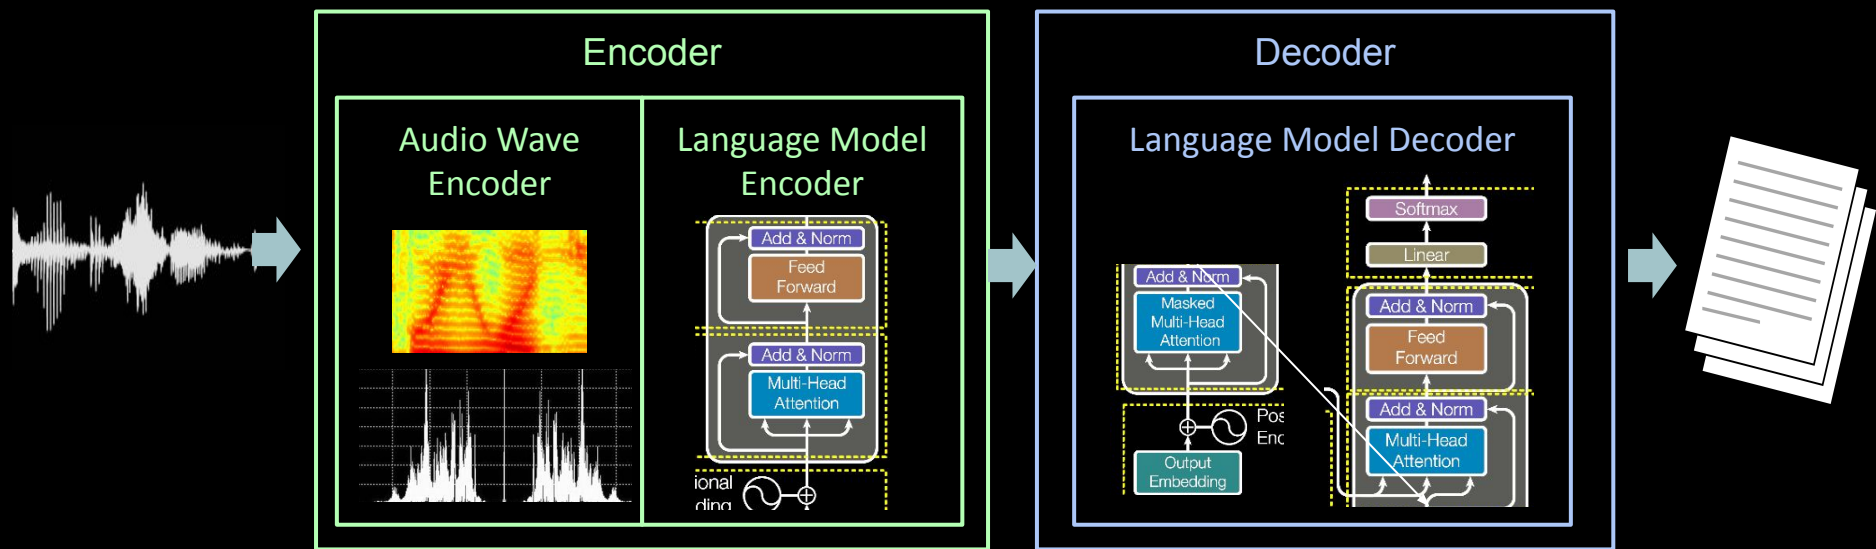 Encoder
Audio Wave
Encoder
Language Model
Encoder
Add & Norm
Feed
Forward
Add & Norm
Multi-Head
Attention
ional
ding
Decoder
Language Model Decoder
Add & Norm
Masked
Multi-Head
Attention
Pos
Enc
Output
Embedding
Softmax
Linear
Add & Norm
Feed
Forward
Add & Norm
Multi-Head
Attention